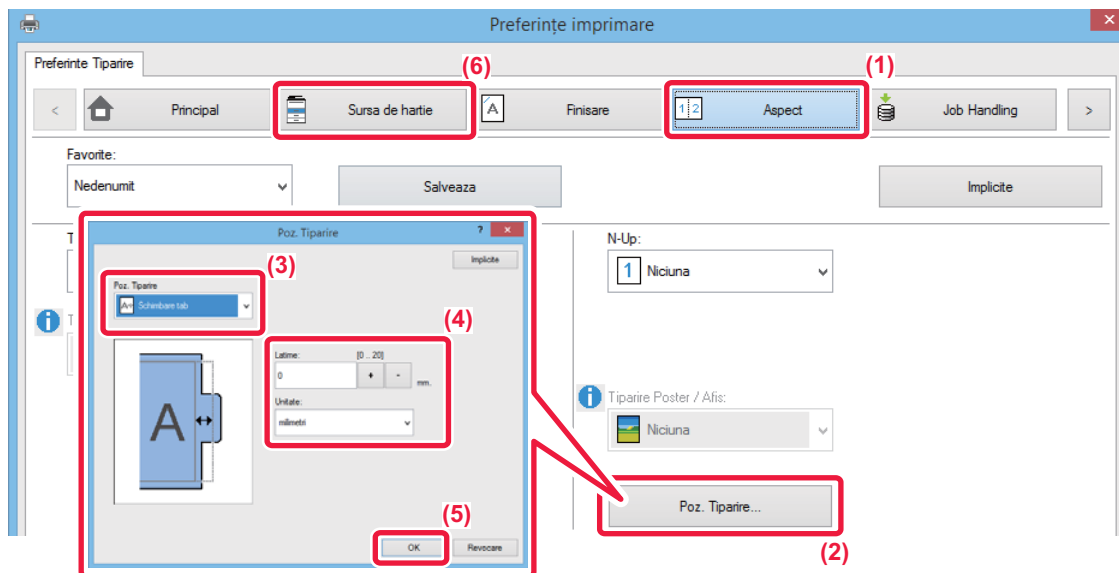 Preferințe imprimare
Preferinte Tiparire
(6)
(1)
<
Principal
Sursa de hartie
A
Finisare
1 2
Aspect
Job Handling
>
Favorite:
Nedenumit
Salveaza
Implicite
T
T
Poz. Tiparire
?
Implicite
(3)
Poz. Tiparire
A
Schimbare tab
(4)
Latime:
[0 .. 20]
0
+
-
mm.
Unitate:
milimetri
A
(5)
OK
Revocare
N-Up:
1
Niciuna
i
Tiparire Poster / Afis:
Niciuna
Poz. Tiparire...
(2)
i